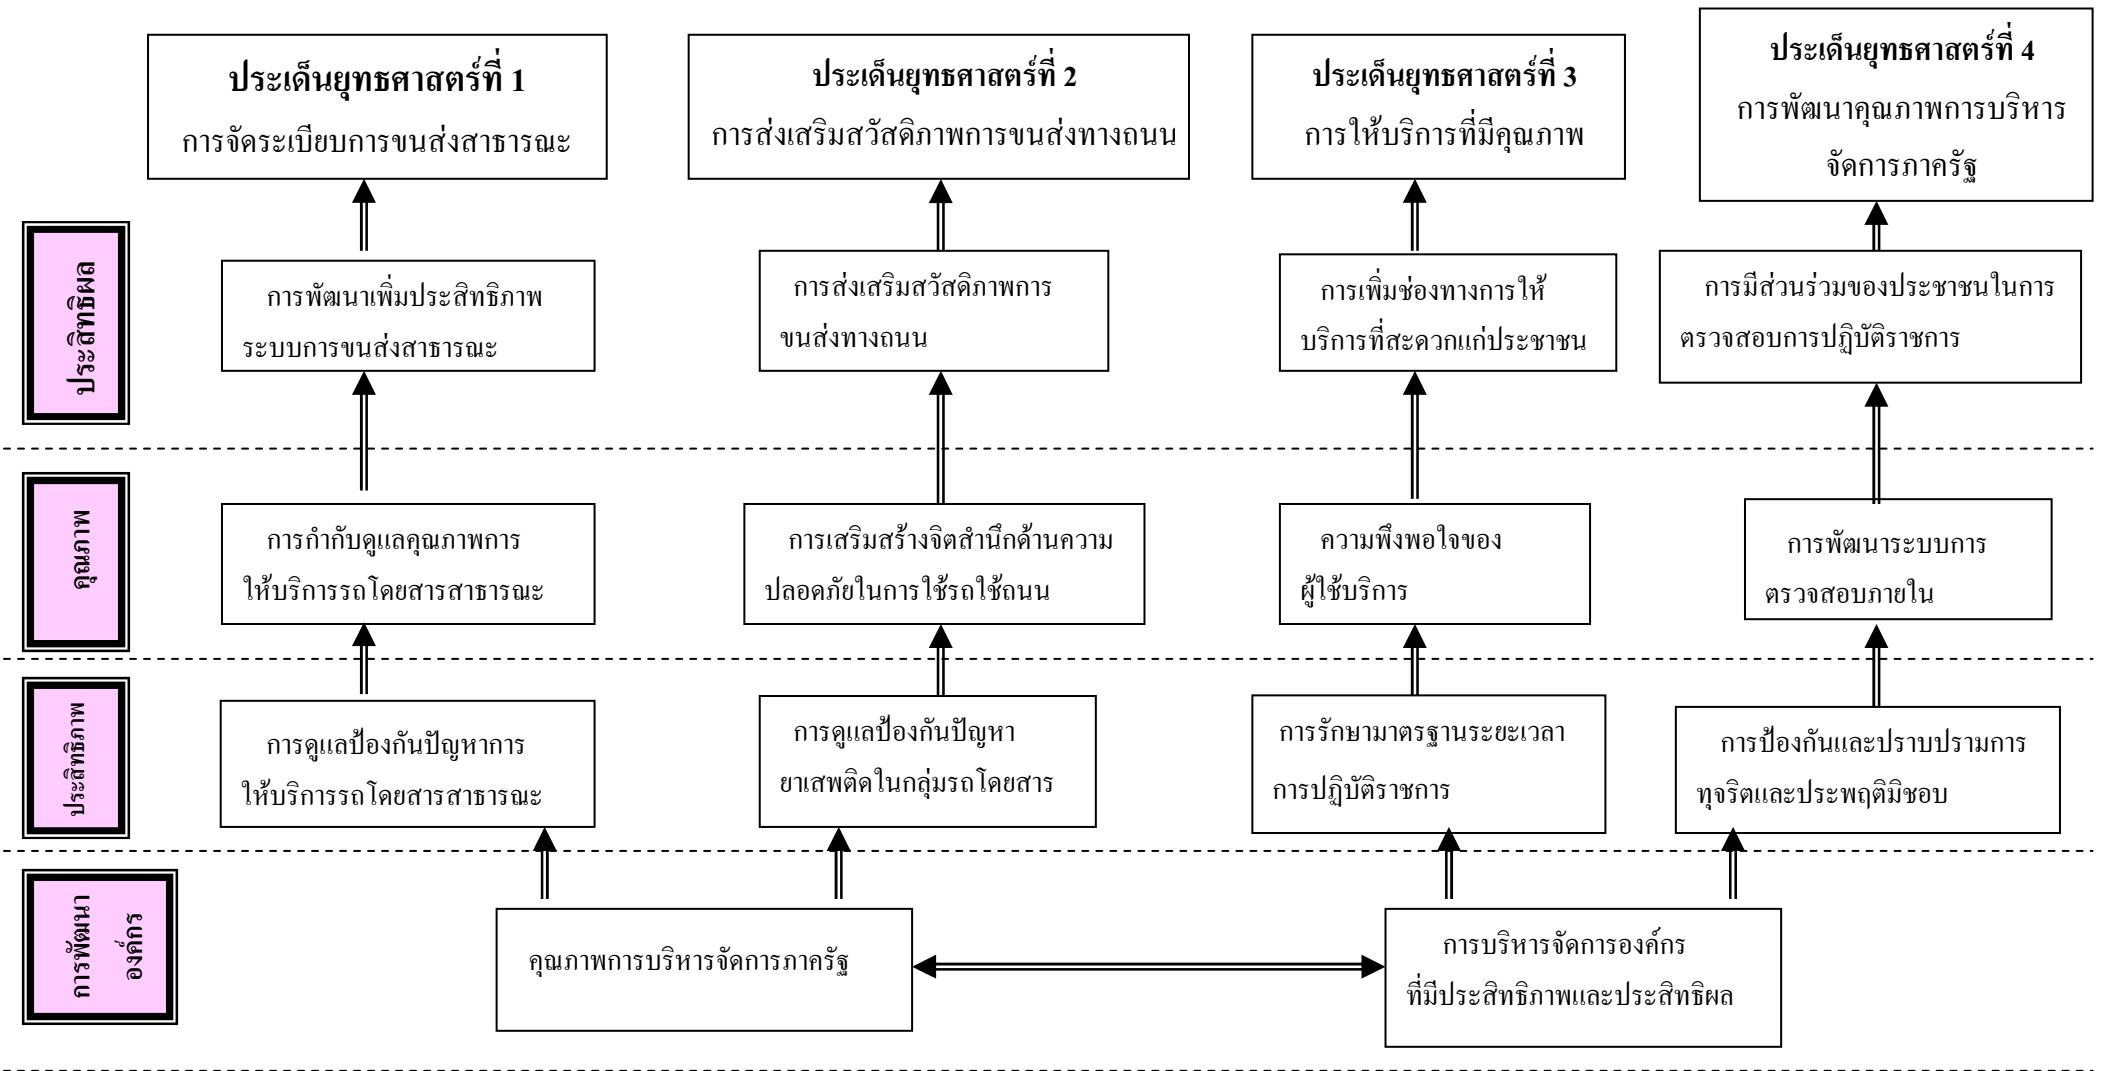 ประเด็นยุทธศาสตร์ที่ 1
การจัดระเบียบการขนส่งสาธารณะ
ประเด็นยุทธศาสตร์ที่ 2
การส่งเสริมสวัสดิภาพการขนส่งทางถนน
ประเด็นยุทธศาสตร์ที่ 3
การให้บริการที่มีคุณภาพ
ประเด็นยุทธศาสตร์ที่ 4
การพัฒนาคุณภาพการบริหาร
จัดการภาครัฐ
ประสิทธิผล
การพัฒนาเพิ่มประสิทธิภาพ
ระบบการขนส่งสาธารณะ
การส่งเสริมสวัสดิภาพการ
ขนส่งทางถนน
การเพิ่มช่องทางการให้
บริการที่สะดวกแก่ประชาชน
การมีส่วนร่วมของประชาชนในการ
ตรวจสอบการปฏิบัติราชการ
คุณภาพ
การกำกับดูแลคุณภาพการ
ให้บริการรถโดยสารสาธารณะ
การเสริมสร้างจิตสำนึกด้านความ
ปลอดภัยในการใช้รถใช้ถนน
ความพึงพอใจของ
ผู้ใช้บริการ
การพัฒนาระบบการ
ตรวจสอบภายใน
ประสิทธิภาพ
การดูแลป้องกันปัญหาการ
ให้บริการรถโดยสารสาธารณะ
การดูแลป้องกันปัญหา
ยาเสพติดในกลุ่มรถโดยสาร
การรักษามาตรฐานระยะเวลา
การปฏิบัติราชการ
การป้องกันและปราบปรามการ
ทุจริตและประพฤติมิชอบ
การพัฒนา
องค์กร
คุณภาพการบริหารจัดการภาครัฐ
การบริหารจัดการองค์กร
ที่มีประสิทธิภาพและประสิทธิผล